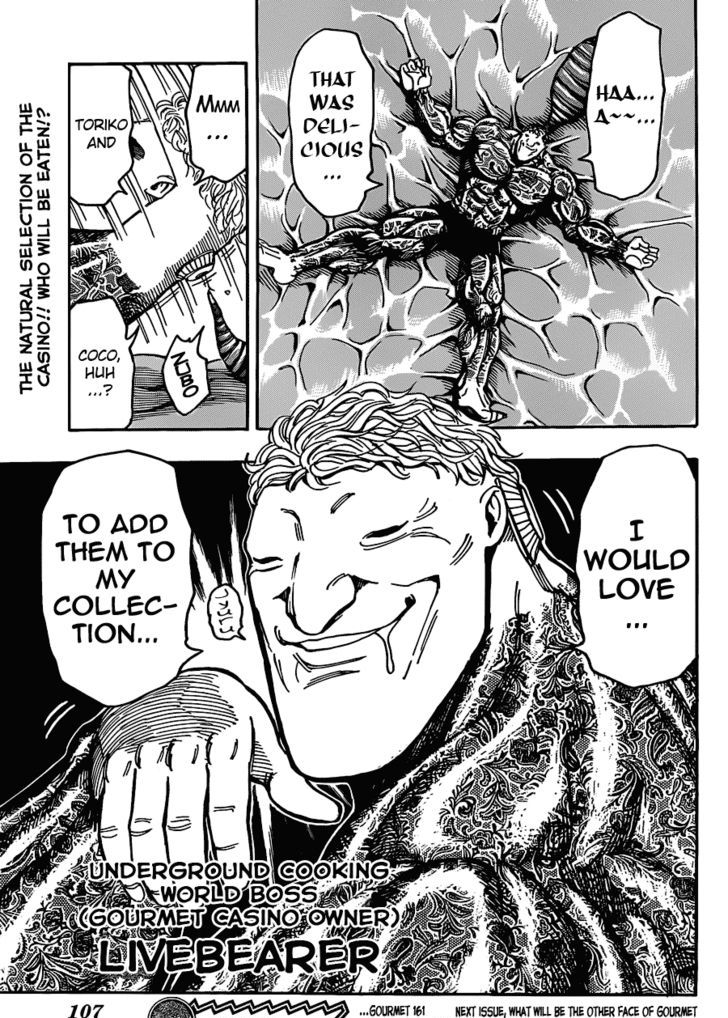 HAA...
A~~...
THAT
WAS
DELI-
CIOUS
...
MMM
...
TORIKO
AND
COCO,
HUH
...?
ZUBO
THE NATURAL SELECTION OF THE
CASINO!! WHO WILL BE EATEN!?
I
WOULD
LOVE
...
TO ADD
THEM TO
MY
COLLEC-
TION...
UNDERGROUND COOKING
WORLD BOSS
(GOURMET CASINO OWNER)
LIVEBEARER
107
...GOURMET 161
NEXT ISSUE, WHAT WILL BE THE OTHER FACE OF GOURMET